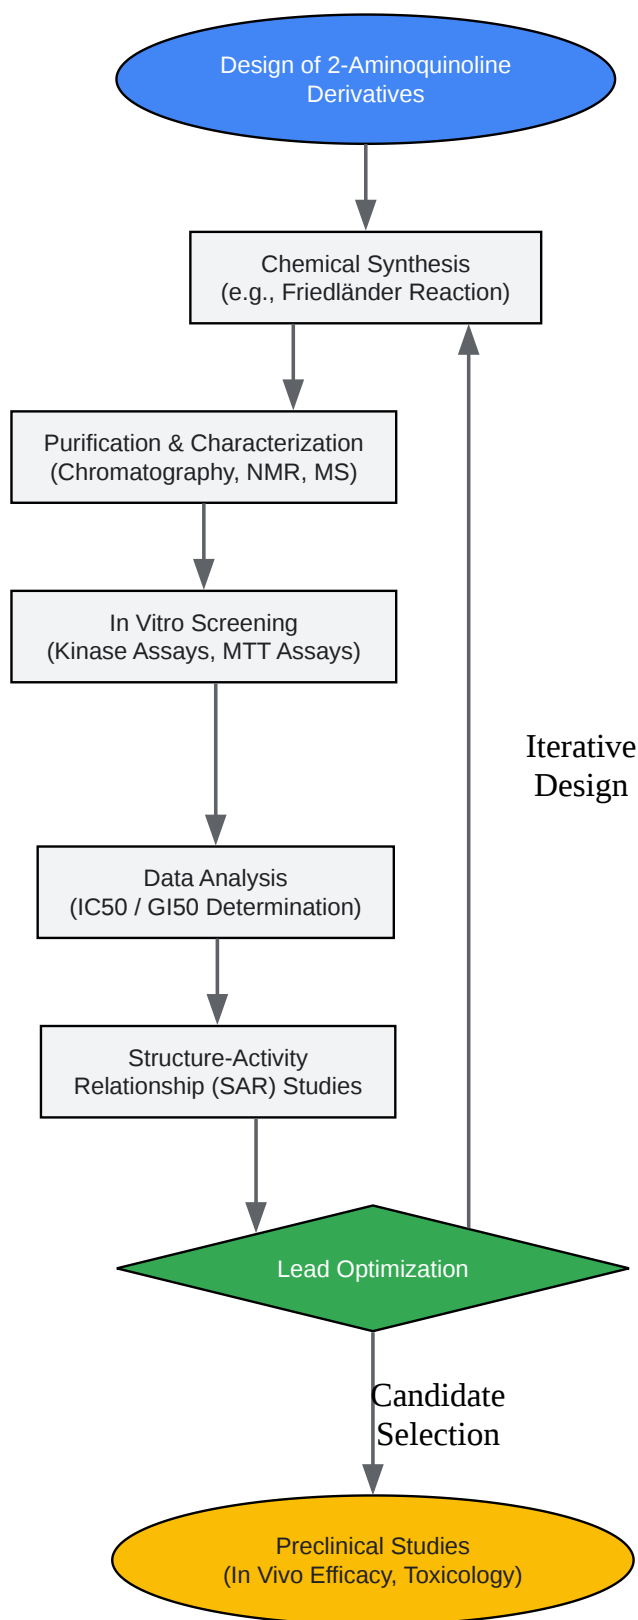 Design of 2-Aminoquinoline
Derivatives
Chemical Synthesis
(e.g., Friedländer Reaction)
Purification & Characterization
(Chromatography, NMR, MS)
In Vitro Screening
(Kinase Assays, MTT Assays)
Iterative
Design
Data Analysis
(IC50 / GI50 Determination)
Structure-Activity
Relationship (SAR) Studies
Lead Optimization
Candidate
Selection
Preclinical Studies
(In Vivo Efficacy, Toxicology)